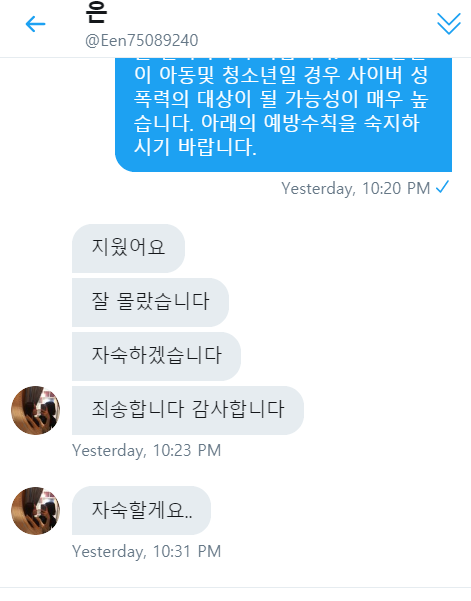 은
@Een75089240
이 아동및 청소년일 경우 사이버 성
폭력의 대상이 될 가능성이 매우 높
습니다. 아래의 예방수칙을 숙지하
시기 바랍니다.
Yesterday, 10:20 PM
지웠어요
잘 몰랐습니다
자숙하겠습니다
죄송합니다 감사합니다
Yesterday, 10:23 PM
자숙할게요..
Yesterday, 10:31 PM